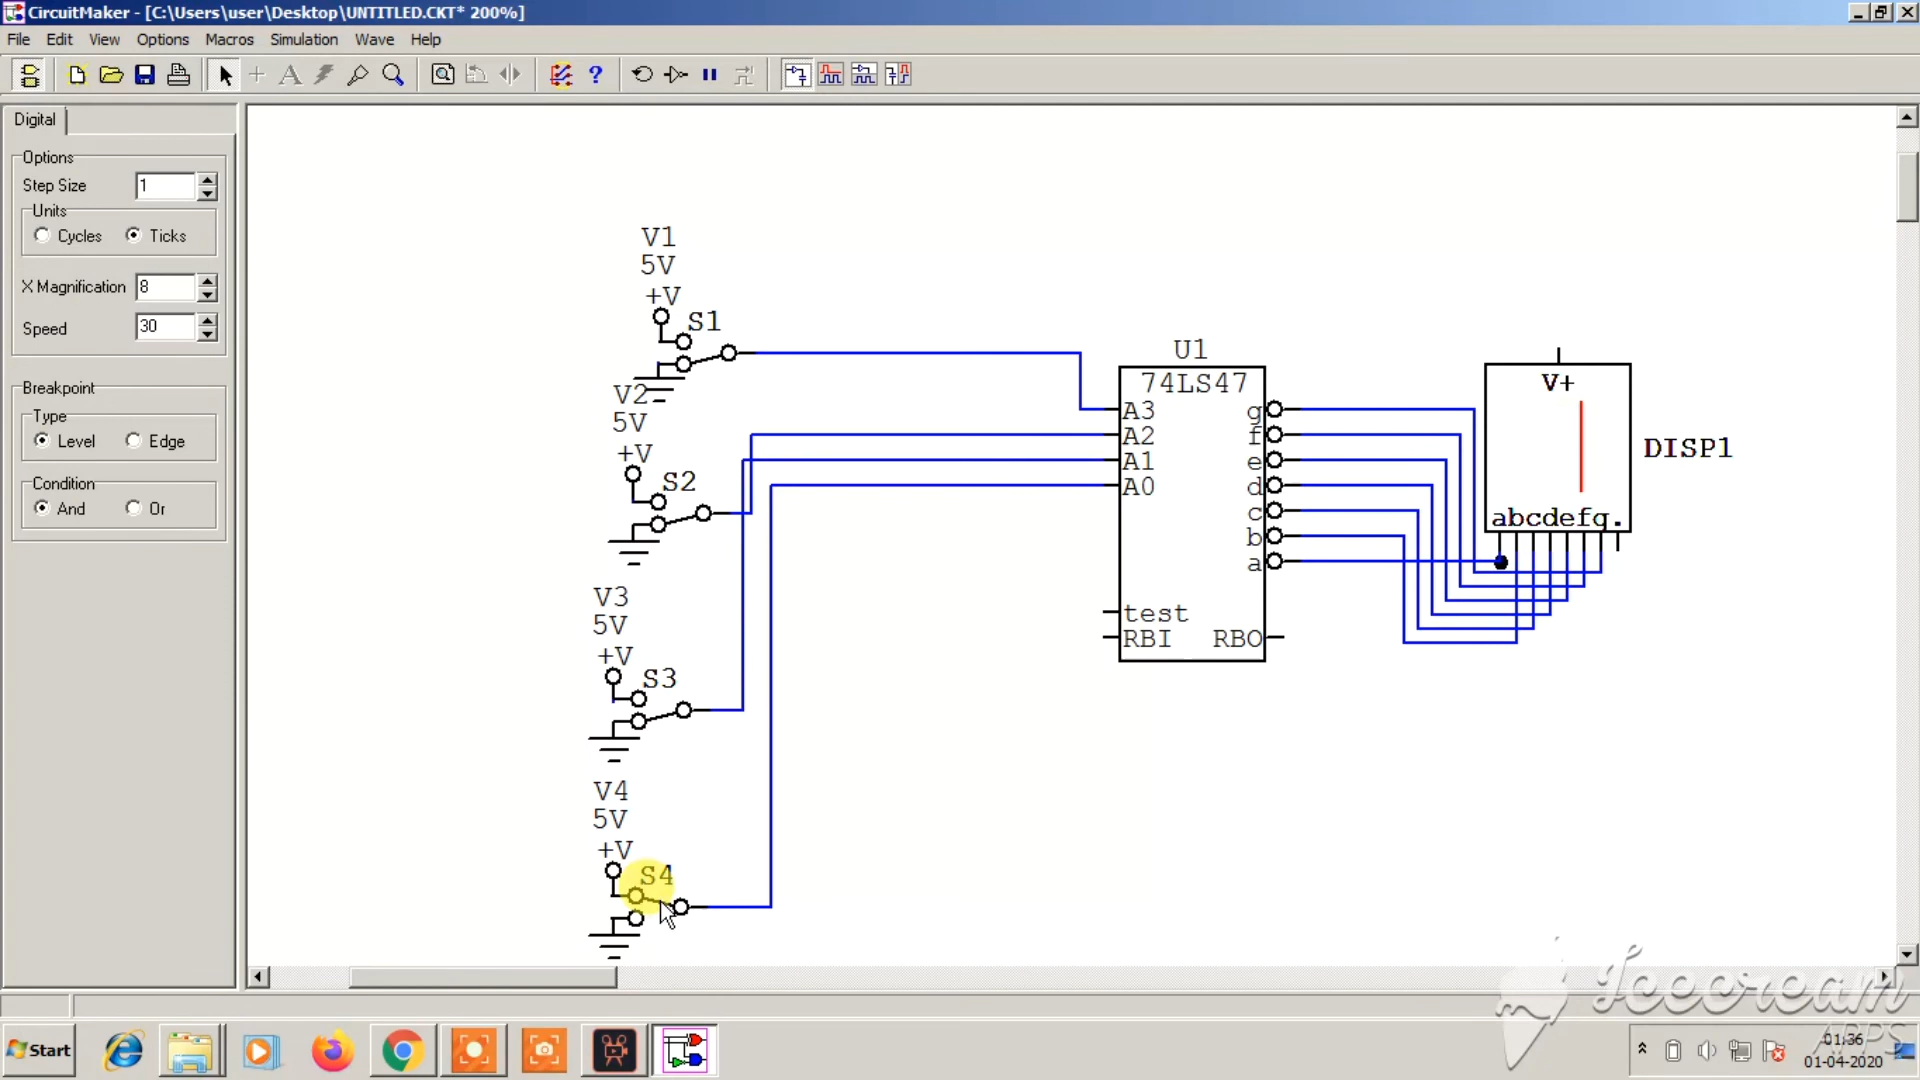 CircuitMaker - [C:\Users\user\Desktop\UNTITLED.CKT* 200%]
File Edit View Options Macros Simulation Wave Help
Digital
Options
Step Size 1
Units
Cycles Ticks
X Magnification 8
Speed 30
Breakpoint
Type
Level Edge
Condition
And Or
V1
5V
+V
S1
V2
5V
+V
S2
V3
5V
+V
S3
V4
5V
+V
S4
U1
74LS47
A3 g
A2 f
A1 e
A0 d
c
b
a
test
RBI RBO
V+
DISP1
abcdefg.
Icecream
APPS
Start
01:36
01-04-2020